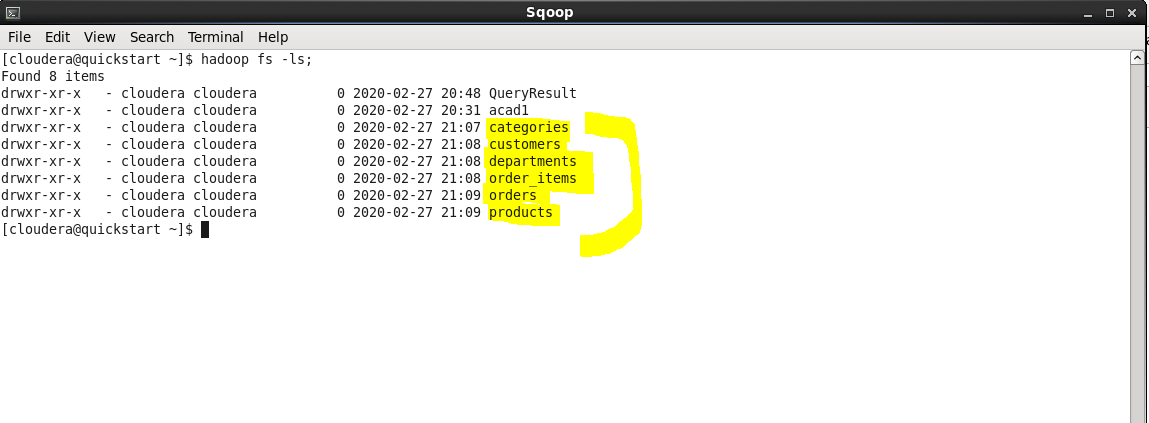 Sqoop
File Edit View Search Terminal Help
[cloudera@quickstart ~]$ hadoop fs -ls;
Found 8 items
drwxr-xr-x   - cloudera cloudera          0 2020-02-27 20:48 QueryResult
drwxr-xr-x   - cloudera cloudera          0 2020-02-27 20:31 acad1
drwxr-xr-x   - cloudera cloudera          0 2020-02-27 21:07 categories
drwxr-xr-x   - cloudera cloudera          0 2020-02-27 21:08 customers
drwxr-xr-x   - cloudera cloudera          0 2020-02-27 21:08 departments
drwxr-xr-x   - cloudera cloudera          0 2020-02-27 21:08 order_items
drwxr-xr-x   - cloudera cloudera          0 2020-02-27 21:09 orders
drwxr-xr-x   - cloudera cloudera          0 2020-02-27 21:09 products
[cloudera@quickstart ~]$